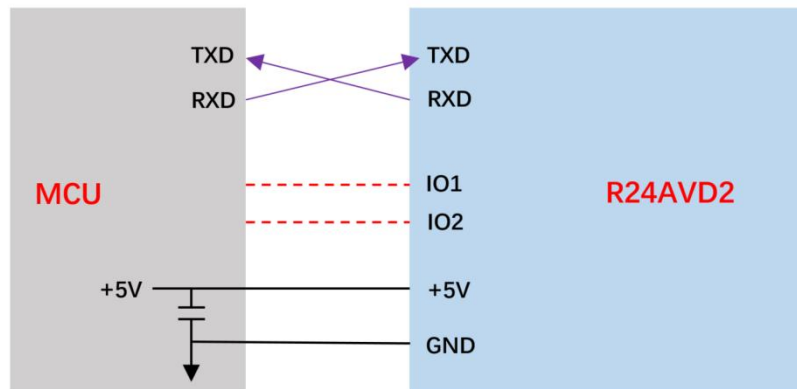 TXD TXD
RXD RXD
IO1
MCU R24AVD2
IO2
+5V +5V
GND